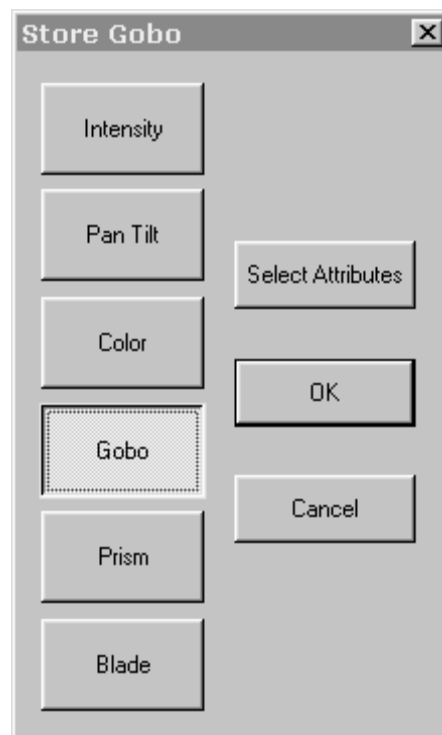 Store Gobo
Intensity
Pan Tilt
Color
Gobo
Prism
Blade
Select Attributes
OK
Cancel